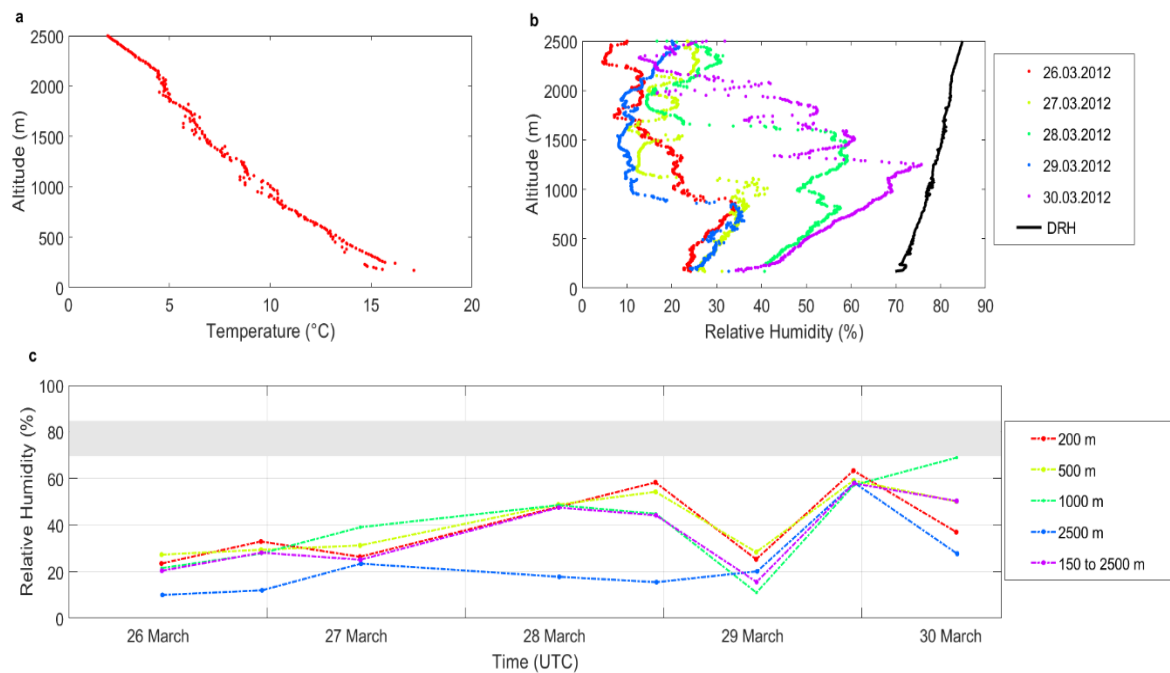 a
2500
2000
1500
1000
500
0
Altitude (m)
0 5 10 15 20
Temperature (°C)
b
2500
2000
1500
1000
500
0
Altitude (m)
0 10 20 30 40 50 60 70 80 90
Relative Humidity (%)
26.03.2012
27.03.2012
28.03.2012
29.03.2012
30.03.2012
DRH
c
100
80
60
40
20
0
Relative Humidity (%)
26 March 27 March 28 March 29 March 30 March
Time (UTC)
200 m
500 m
1000 m
2500 m
150 to 2500 m